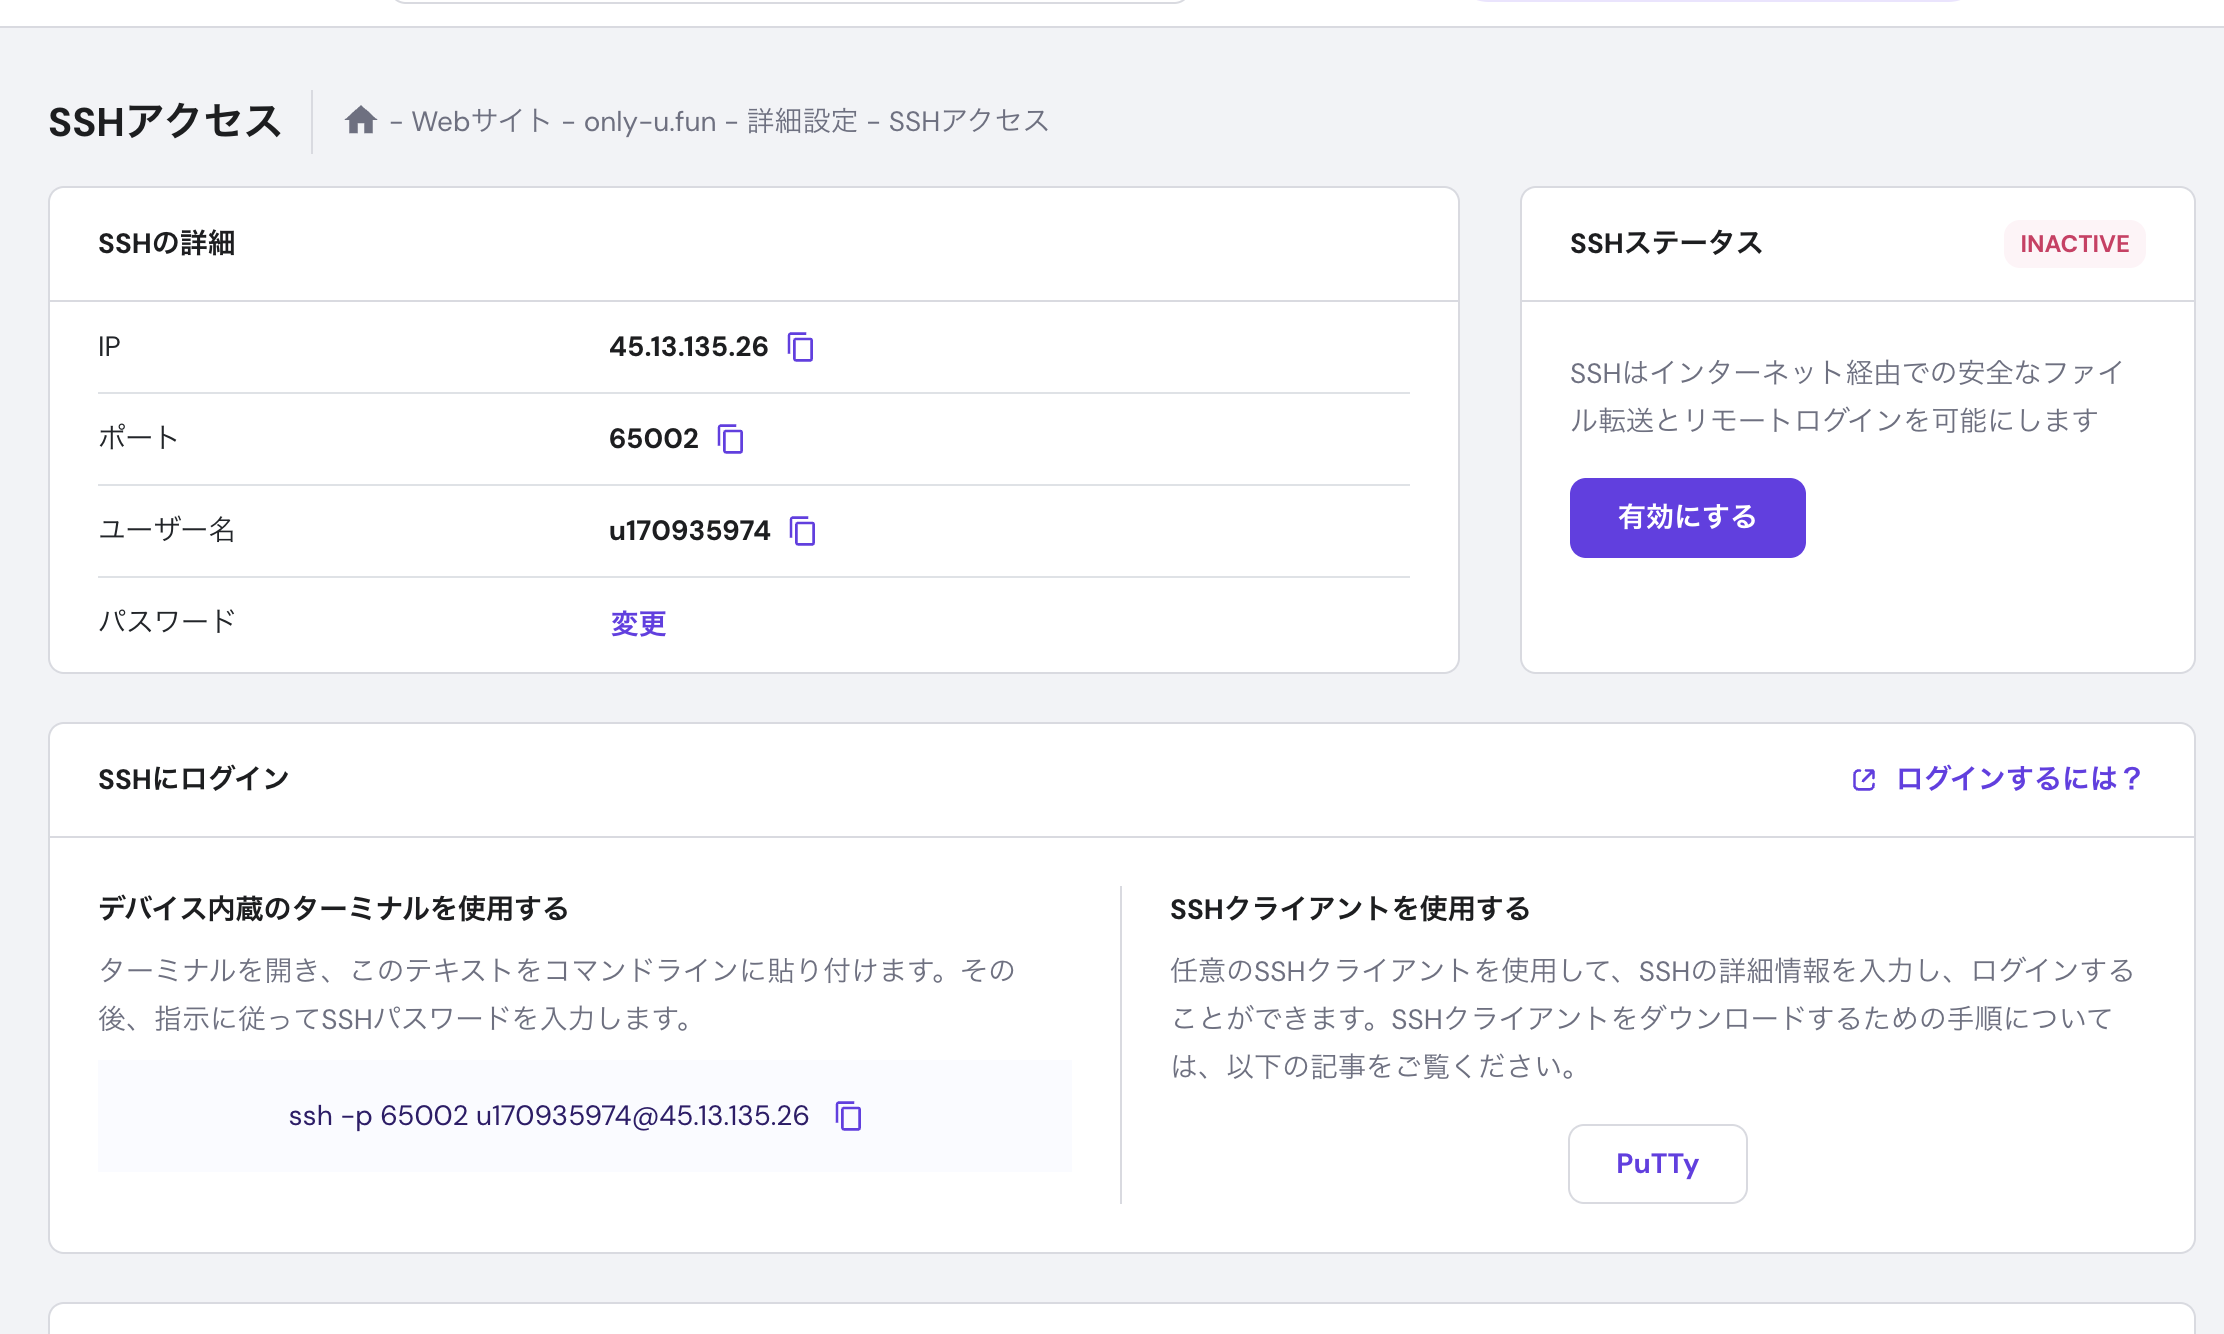 SSHアクセス
- Webサイト - only-u.fun - 詳細設定 - SSHアクセス
SSHの詳細
IP 45.13.135.26
ポート 65002
ユーザー名 u170935974
パスワード 変更
SSHステータス INACTIVE
SSHはインターネット経由での安全なファイ
ル転送とリモートログインを可能にします
有効にする
SSHにログイン
ログインするには？
デバイス内蔵のターミナルを使用する
ターミナルを開き、このテキストをコマンドラインに貼り付けます。その
後、指示に従ってSSHパスワードを入力します。
ssh -p 65002 u170935974@45.13.135.26
SSHクライアントを使用する
任意のSSHクライアントを使用して、SSHの詳細情報を入力し、ログインする
ことができます。SSHクライアントをダウンロードするための手順について
は、以下の記事をご覧ください。
PuTTy